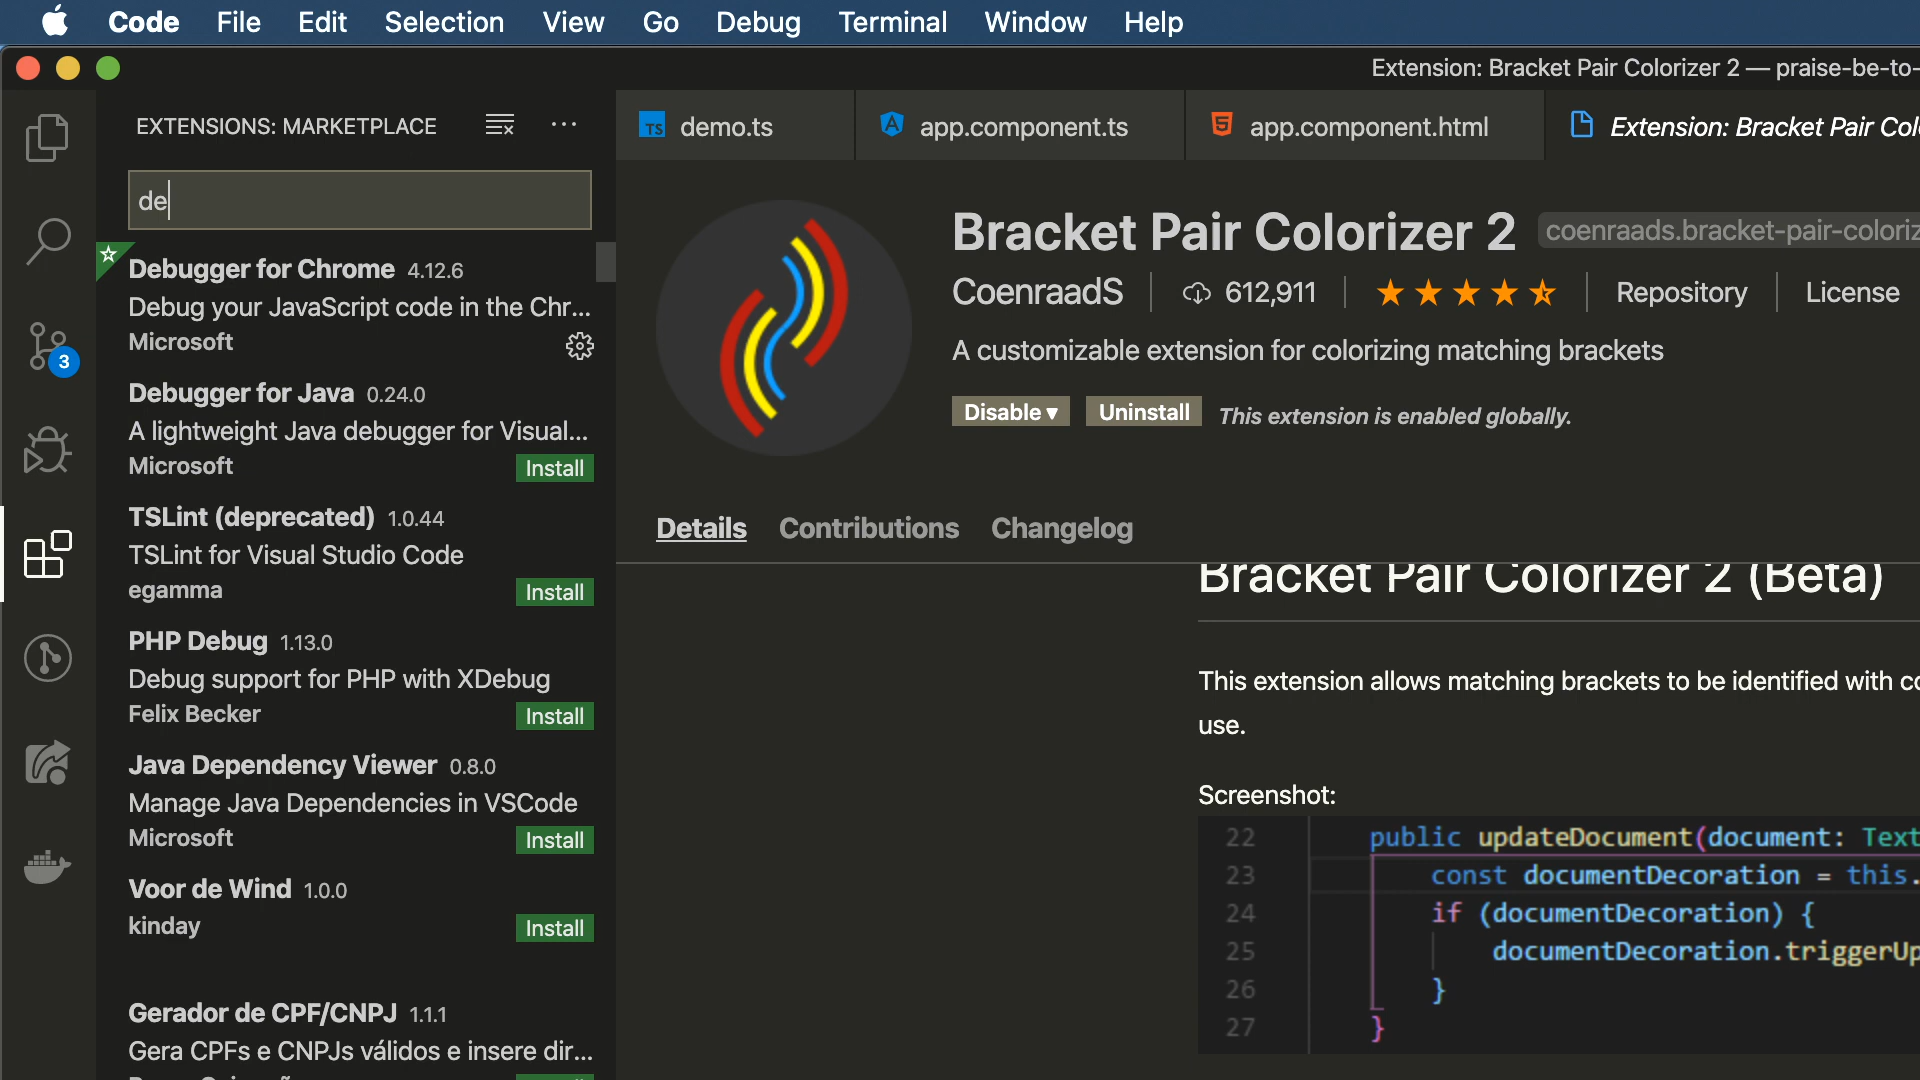 Code File Edit Selection View Go Debug Terminal Window Help
Extension: Bracket Pair Colorizer 2 — praise-be-to-
EXTENSIONS: MARKETPLACE
TS demo.ts
app.component.ts
app.component.html
Extension: Bracket Pair Col
de
Debugger for Chrome 4.12.6
Debug your JavaScript code in the Chr...
Microsoft
3
Debugger for Java 0.24.0
A lightweight Java debugger for Visual...
Microsoft
Install
TSLint (deprecated) 1.0.44
TSLint for Visual Studio Code
egamma
Install
PHP Debug 1.13.0
Debug support for PHP with XDebug
Felix Becker
Install
Java Dependency Viewer 0.8.0
Manage Java Dependencies in VSCode
Microsoft
Install
Voor de Wind 1.0.0
kinday
Install
Gerador de CPF/CNPJ 1.1.1
Gera CPFs e CNPJs válidos e insere dir...
Bracket Pair Colorizer 2 coenraads.bracket-pair-coloriz
CoenraadS 612,911 Repository License
A customizable extension for colorizing matching brackets
Disable ▾ Uninstall This extension is enabled globally.
Details Contributions Changelog
Bracket Pair Colorizer 2 (Beta)
This extension allows matching brackets to be identified with co
use.
Screenshot:
22 public updateDocument(document: Text
23 const documentDecoration = this.
24 if (documentDecoration) {
25 documentDecoration.triggerUp
26 }
27 }